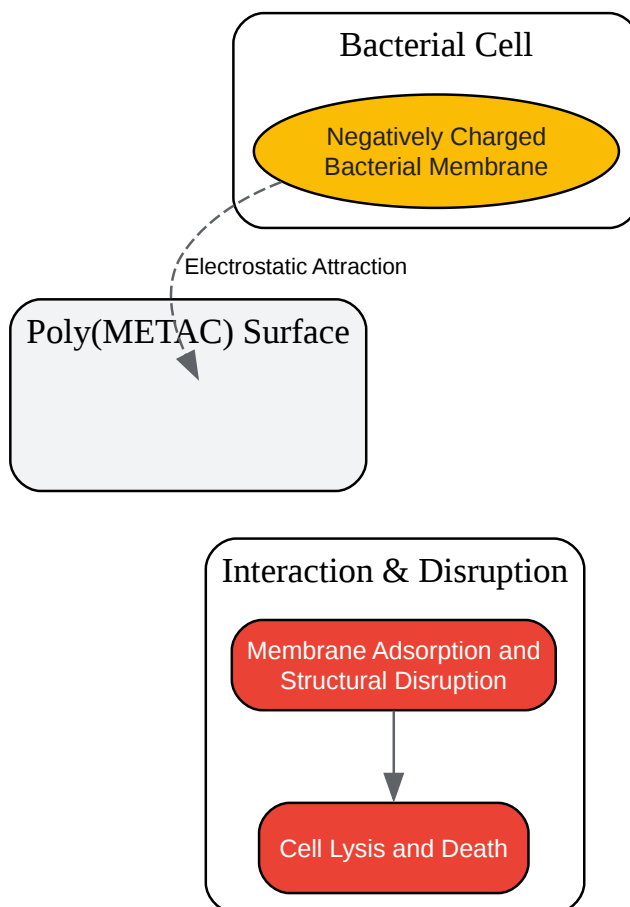 Bacterial Cell
Negatively Charged
Bacterial Membrane
Electrostatic Attraction
Poly(METAC) Surface
Interaction & Disruption
Membrane Adsorption and
Structural Disruption
Cell Lysis and Death